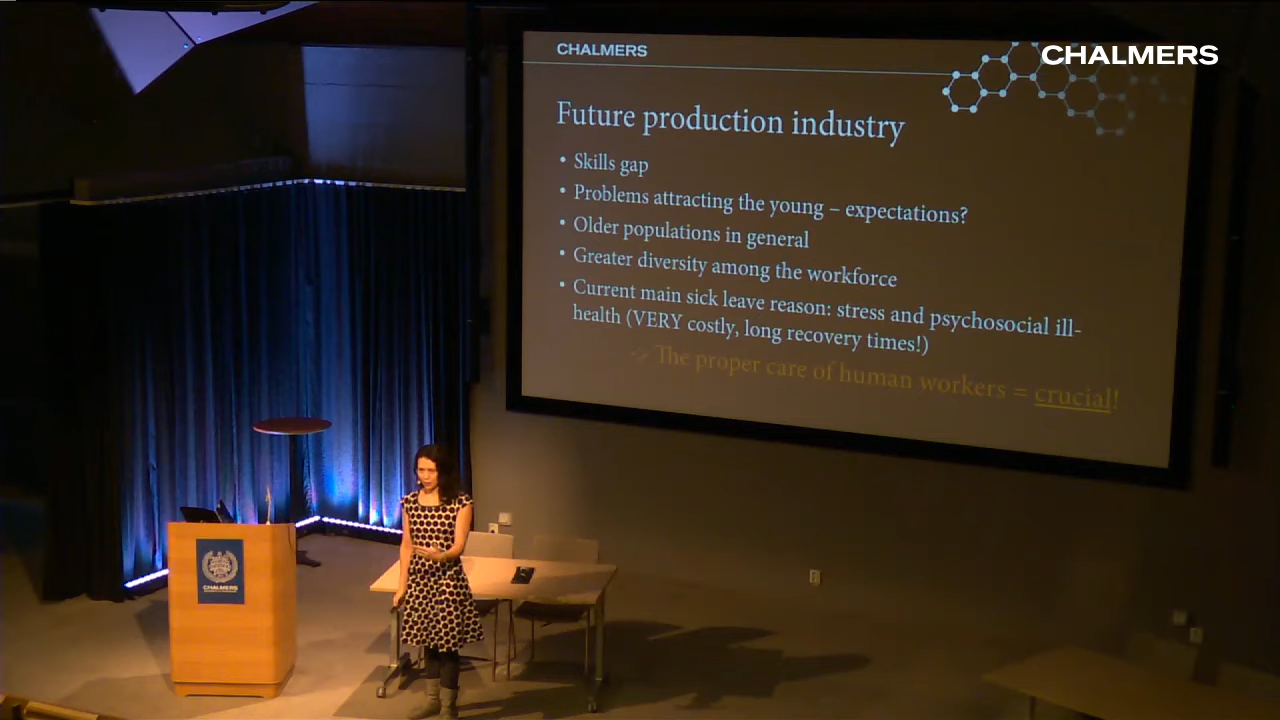 CHALMERS
CHALMERS
Future production industry
• Skills gap
• Problems attracting the young – expectations?
• Older populations in general
• Greater diversity among the workforce
• Current main sick leave reason: stress and psychosocial ill-
health (VERY costly, long recovery times!)
-> The proper care of human workers = crucial!
CHALMERS